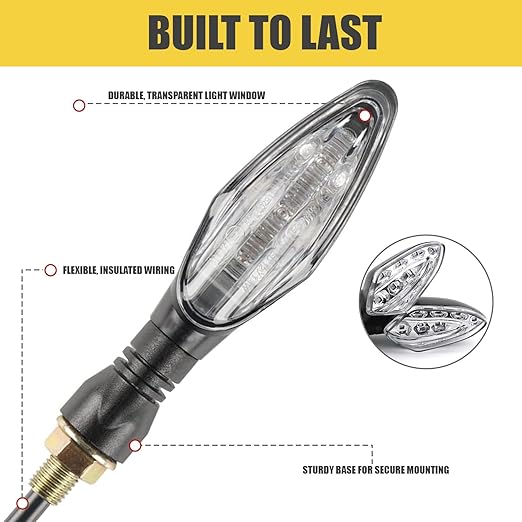 BUILT TO LAST
DURABLE, TRANSPARENT LIGHT WINDOW
FLEXIBLE, INSULATED WIRING
STURDY BASE FOR SECURE MOUNTING